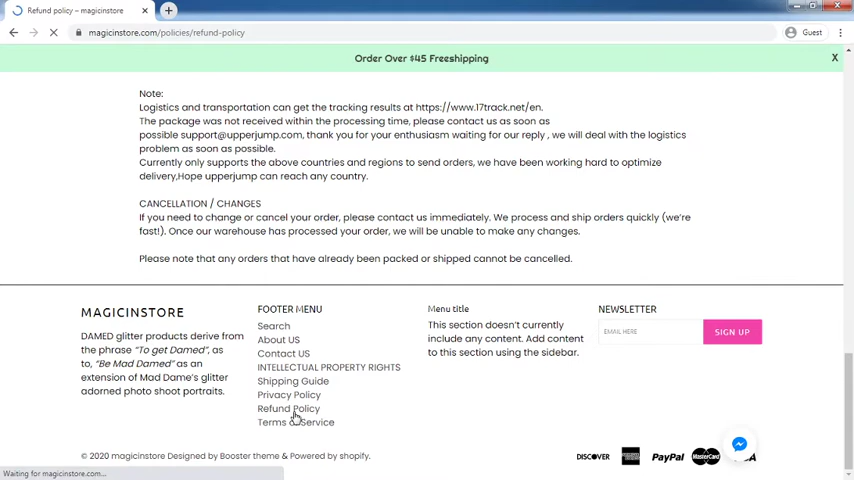 Refund policy – magicinstore
magicinstore.com/policies/refund-policy
Guest
Order Over $45 Freeshipping
X
Note:
Logistics and transportation can get the tracking results at https://www.17track.net/en.
The package was not received within the processing time, please contact us as soon as
possible support@upperjump.com, thank you for your enthusiasm waiting for our reply , we will deal with the logistics
problem as soon as possible.
Currently only supports the above countries and regions to send orders, we have been working hard to optimize
delivery,Hope upperjump can reach any country.
CANCELLATION / CHANGES
If you need to change or cancel your order, please contact us immediately. We process and ship orders quickly (we're
fast!). Once our warehouse has processed your order, we will be unable to make any changes.
Please note that any orders that have already been packed or shipped cannot be cancelled.
MAGICINSTORE
DAMED glitter products derive from
the phrase "To get Damed", as
to, "Be Mad Damed" as an
extension of Mad Dame's glitter
adorned photo shoot portraits.
FOOTER MENU
Search
About US
Contact US
INTELLECTUAL PROPERTY RIGHTS
Shipping Guide
Privacy Policy
Refund Policy
Terms of Service
Menu title
This section doesn't currently
include any content. Add content
to this section using the sidebar.
NEWSLETTER
EMAIL HERE
SIGN UP
© 2020 magicinstore Designed by Booster theme & Powered by shopify.
DISCOVER
PayPal
MasterCard
Waiting for magicinstore.com...